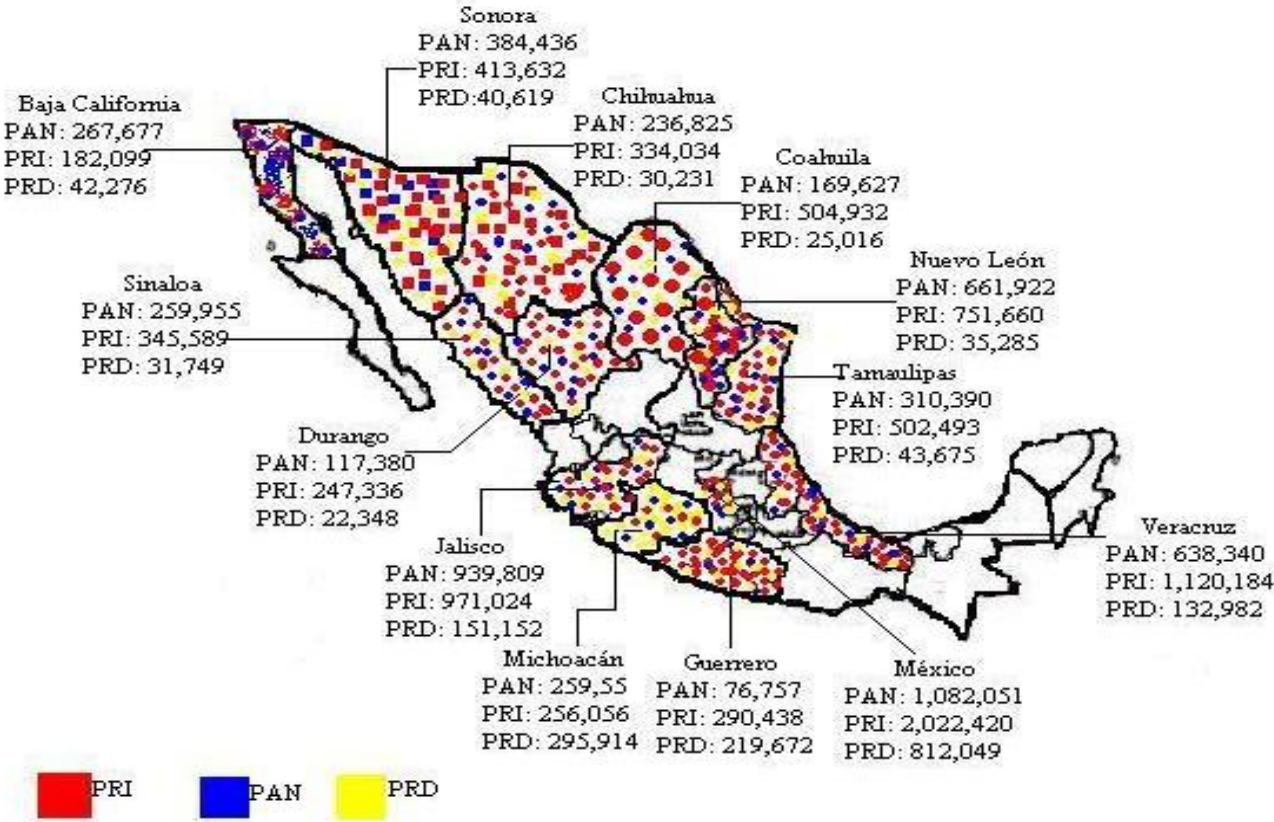 Sonora
PAN: 384,436
PRI: 413,632
PRD:40,619
Baja California
PAN: 267,677
PRI: 182,099
PRD: 42,276
Chihuahua
PAN: 236,825
PRI: 334,034
PRD: 30,231
Coahuila
PAN: 169,627
PRI: 504,932
PRD: 25,016
Nuevo León
PAN: 661,922
PRI: 751,660
PRD: 35,285
Sinaloa
PAN: 259,955
PRI: 345,589
PRD: 31,749
Tamaulipas
PAN: 310,390
PRI: 502,493
PRD: 43,675
Durango
PAN: 117,380
PRI: 247,336
PRD: 22,348
Veracruz
PAN: 638,340
PRI: 1,120,184
PRD: 132,982
Jalisco
PAN: 939,809
PRI: 971,024
PRD: 151,152
Michoacán
PAN: 259,55
PRI: 256,056
PRD: 295,914
Guerrero
PAN: 76,757
PRI: 290,438
PRD: 219,672
México
PAN: 1,082,051
PRI: 2,022,420
PRD: 812,049
PRI
PAN
PRD